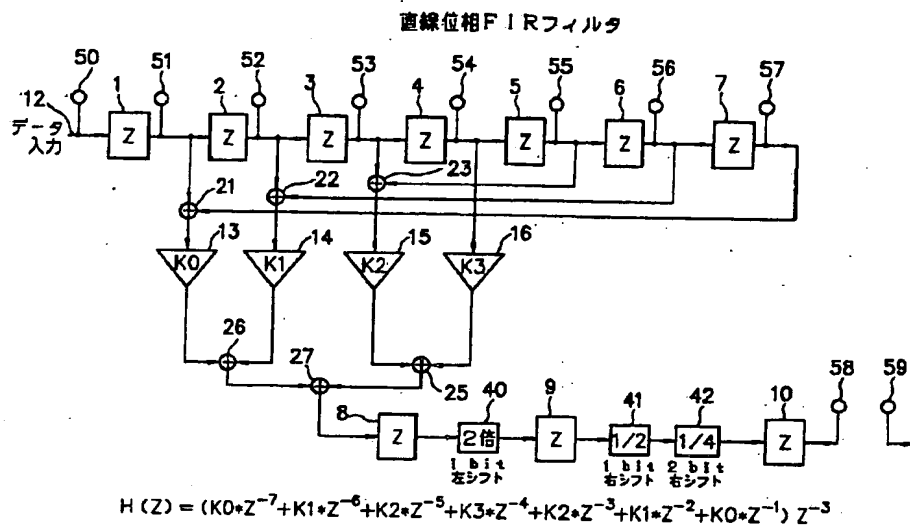 直線位相FIRフィルタ
50 51 52 53 54 55 56 57
12 1 2 3 4 5 6 7
データ
入力
Z Z Z Z Z Z Z
21 22 23
13 14 15 16
K0 K1 K2 K3
26 27 25
58 59
8 40 9 41 42 10
Z 2倍 Z 1/2 1/4 Z
1 bit 1 bit 2 bit
左シフト 右シフト 右シフト
H(Z)=(K0*Z⁻⁷+K1*Z⁻⁶+K2*Z⁻⁵+K3*Z⁻⁴+K2*Z⁻³+K1*Z⁻²+K0*Z⁻¹)Z⁻³